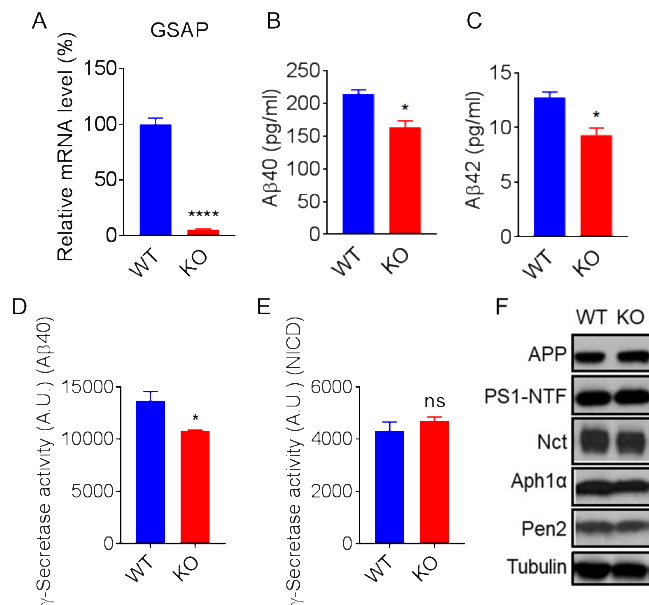 A
GSAP
Relative mRNA level (%)
150
100
50
0
****
WT
KO
B
Aβ40 (pg/ml)
250
200
150
100
50
0
*
WT
KO
C
Aβ42 (pg/ml)
15
10
5
0
*
WT
KO
D
γ-Secretase activity (A.U.) (Aβ40)
15000
10000
5000
0
*
WT
KO
E
γ-Secretase activity (A.U.) (NICD)
6000
4000
2000
0
ns
WT
KO
F
WT KO
APP
PS1-NTF
Nct
Aph1α
Pen2
Tubulin